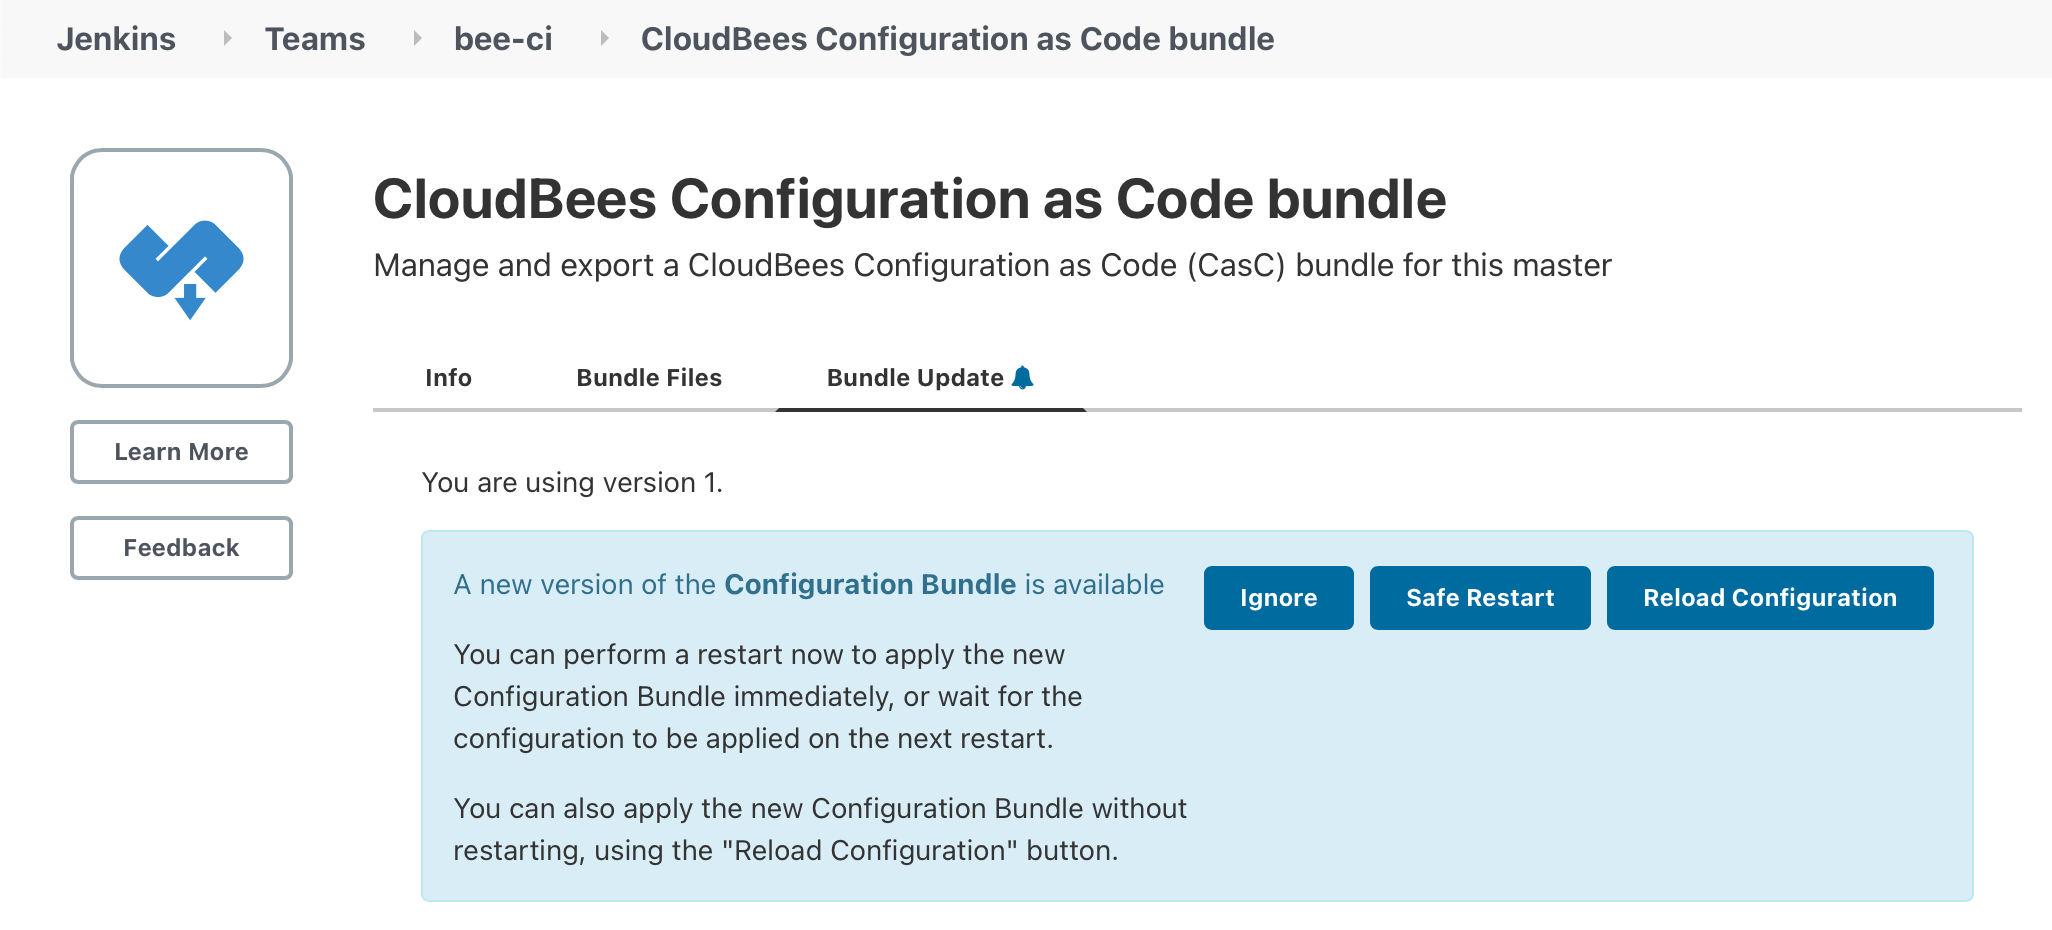 Jenkins Teams bee-ci CloudBees Configuration as Code bundle
CloudBees Configuration as Code bundle
Manage and export a CloudBees Configuration as Code (CasC) bundle for this master
Learn More
Feedback
Info Bundle Files Bundle Update
You are using version 1.
A new version of the Configuration Bundle is available
Ignore Safe Restart Reload Configuration
You can perform a restart now to apply the new
Configuration Bundle immediately, or wait for the
configuration to be applied on the next restart.
You can also apply the new Configuration Bundle without
restarting, using the "Reload Configuration" button.